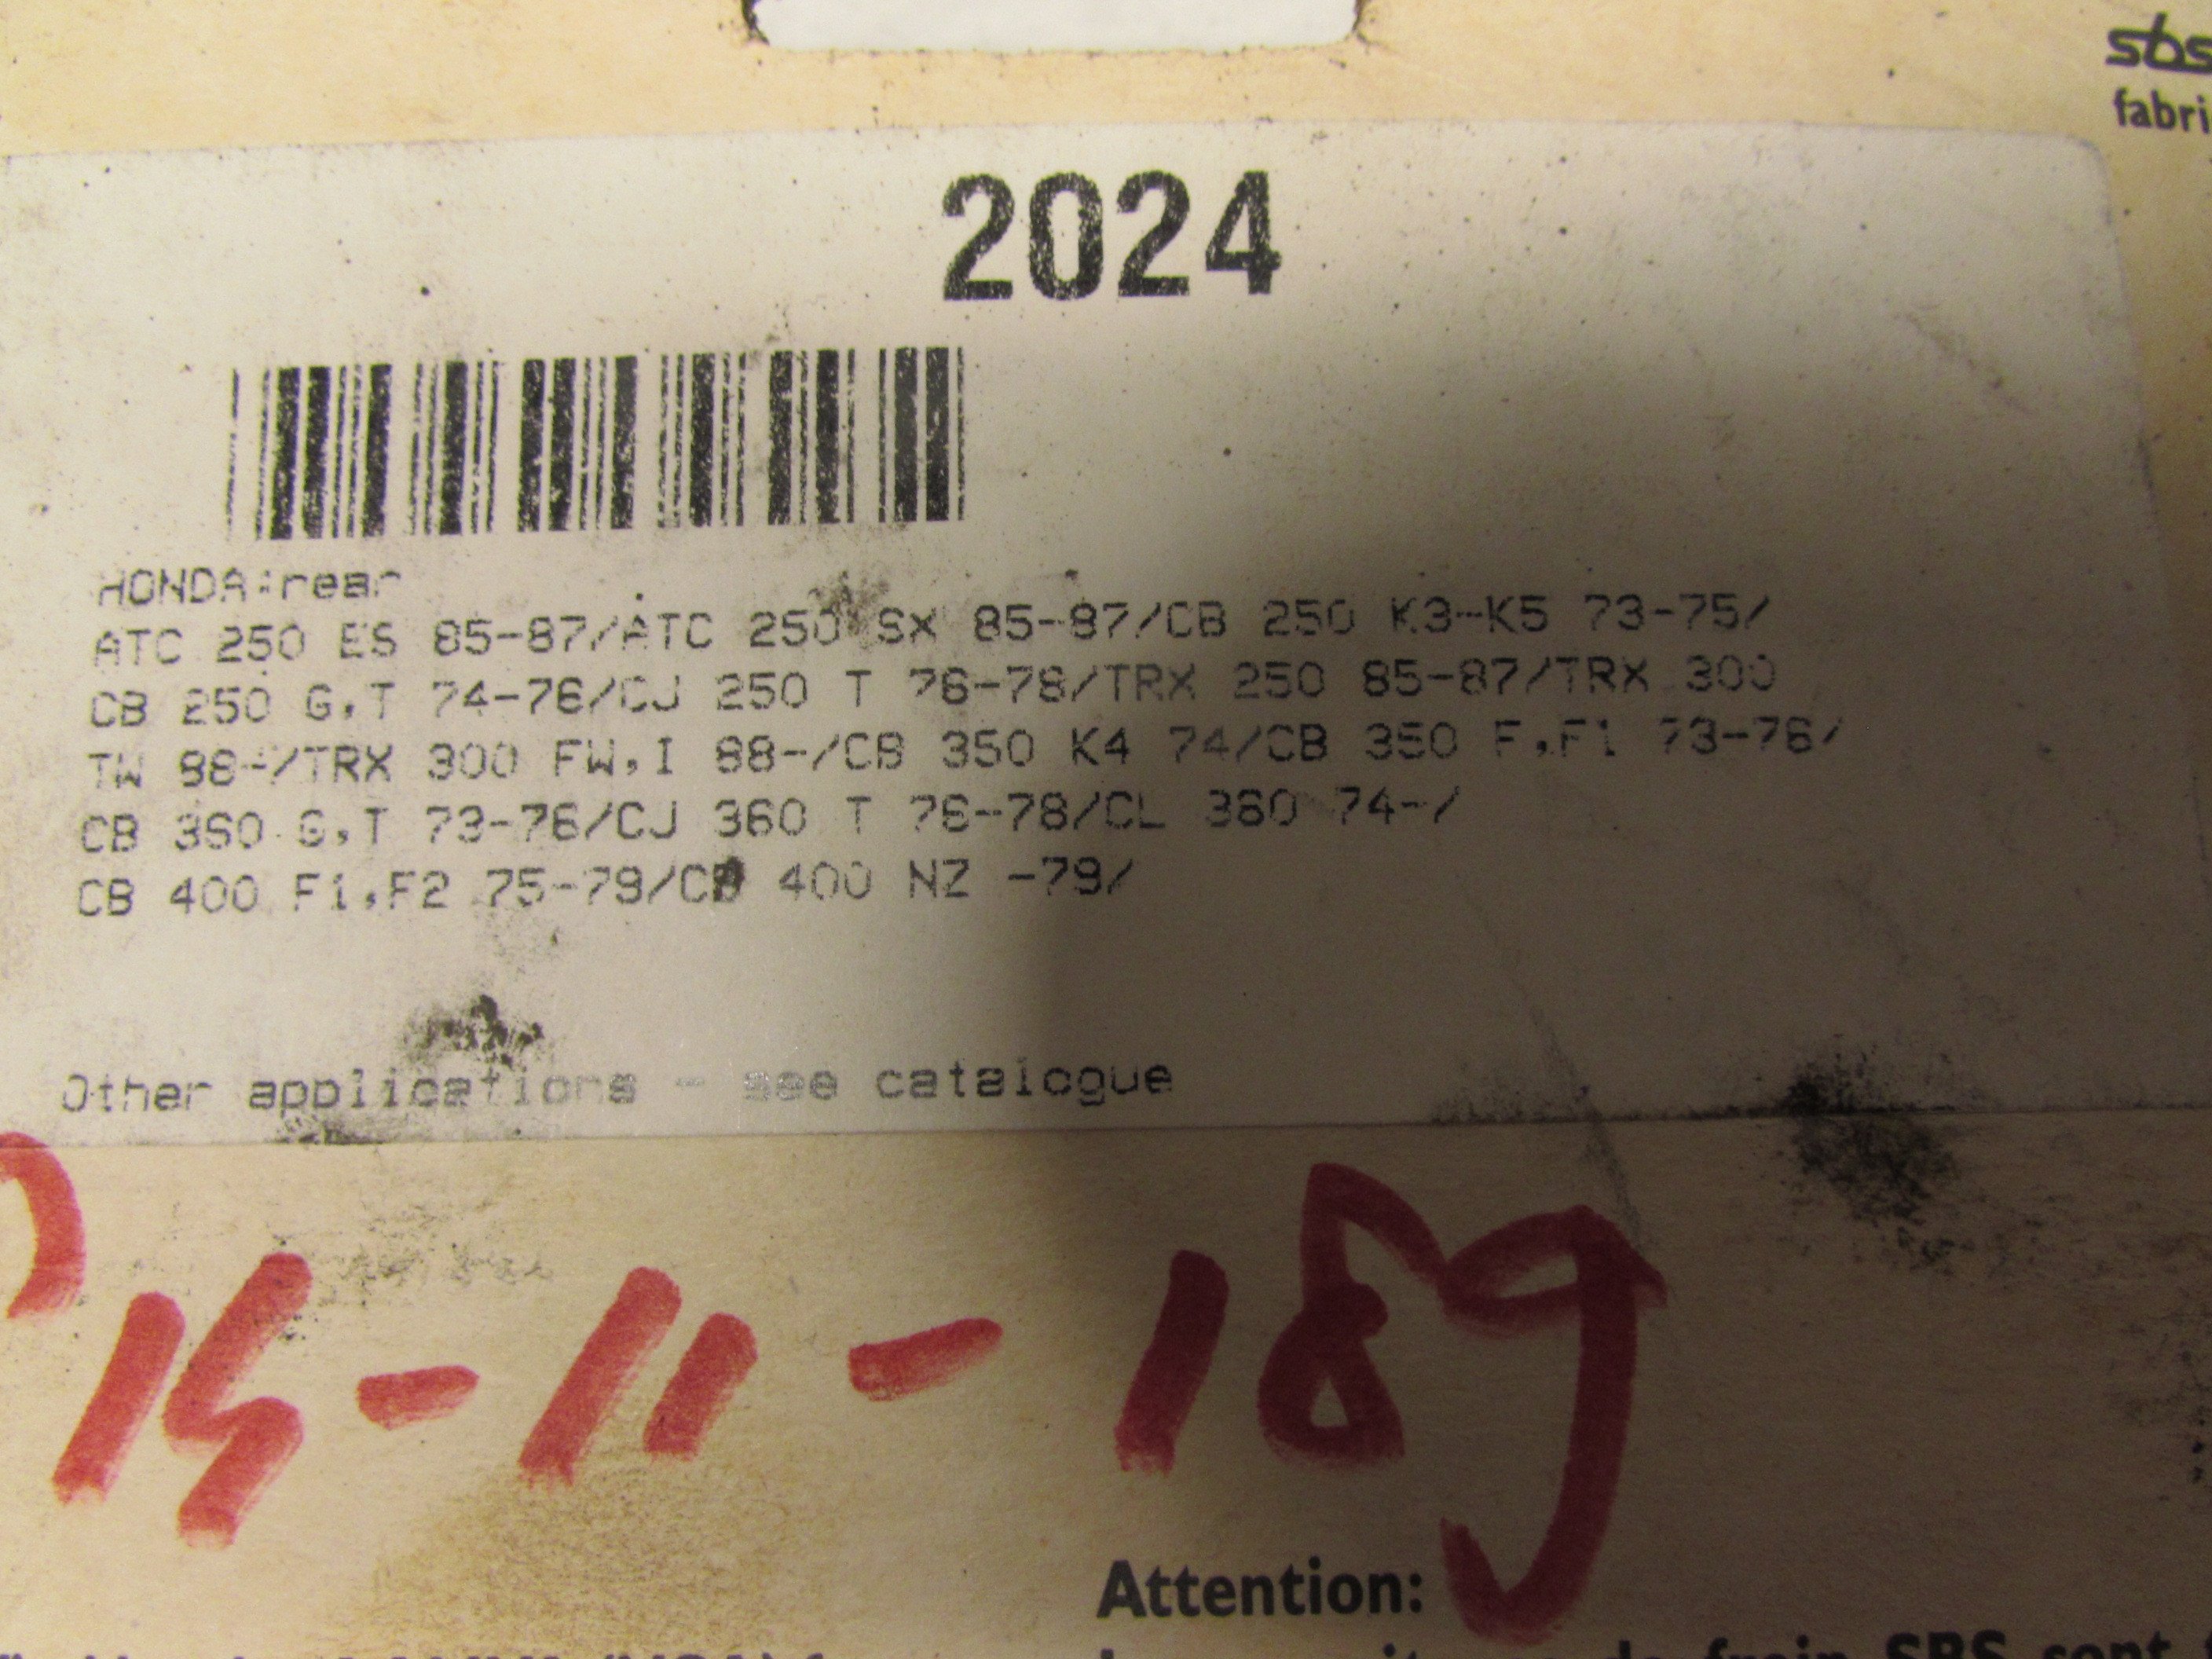 sbs
fabri
2024
HONDA:rear
ATC 250 ES 85-87/ATC 250 SX 85-87/CB 250 K3-K5 73-75/
CB 250 G,T 74-76/CJ 250 T 76-78/TRX 250 85-87/TRX 300
TW 88-/TRX 300 FW,I 88-/CB 350 K4 74/CB 350 F,F1 73-76/
CB 360 G,T 73-76/CJ 360 T 76-78/CL 360 74-/
CB 400 F1,F2 75-79/CB 400 NZ -79/
Other applications - see catalogue
15-11-189
Attention:
de frein SBS sont